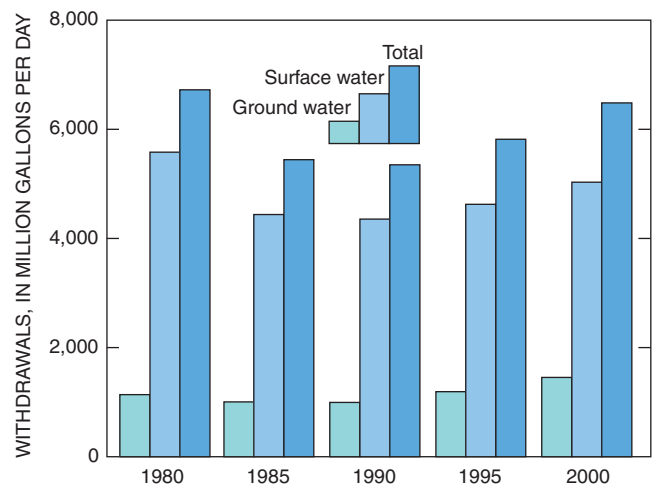 WITHDRAWALS, IN MILLION GALLONS PER DAY
8,000
6,000
4,000
2,000
0
Total
Surface water
Ground water
1980 1985 1990 1995 2000